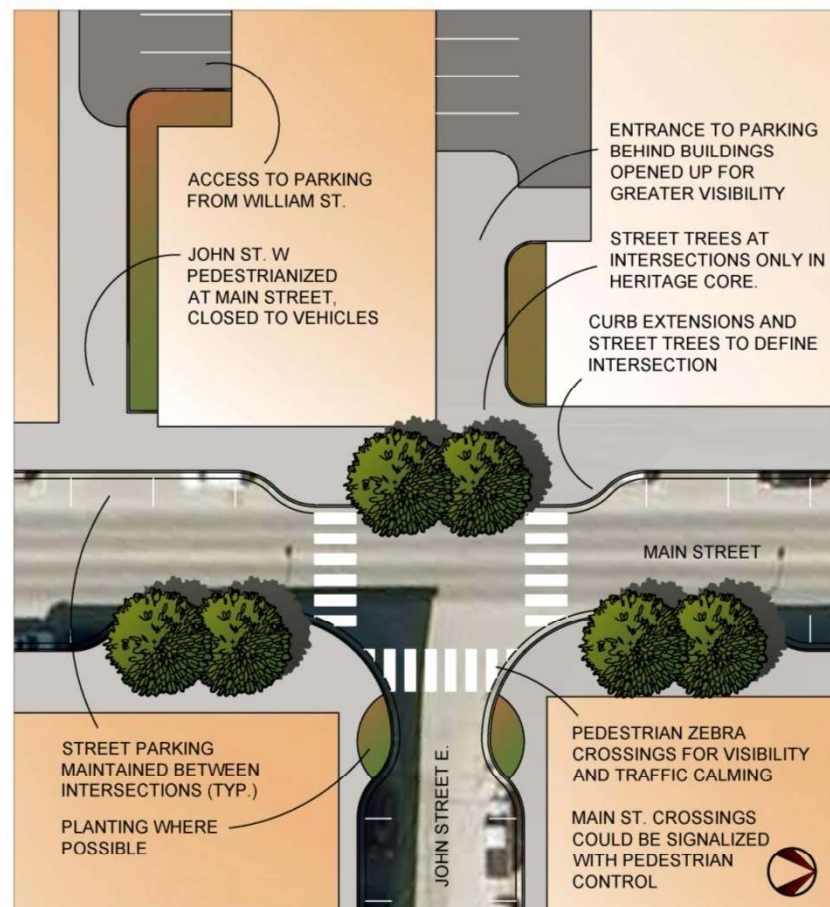 ACCESS TO PARKING
FROM WILLIAM ST.
JOHN ST. W
PEDESTRIANIZED
AT MAIN STREET,
CLOSED TO VEHICLES
ENTRANCE TO PARKING
BEHIND BUILDINGS
OPENED UP FOR
GREATER VISIBILITY
STREET TREES AT
INTERSECTIONS ONLY IN
HERITAGE CORE.
CURB EXTENSIONS AND
STREET TREES TO DEFINE
INTERSECTION
MAIN STREET
STREET PARKING
MAINTAINED BETWEEN
INTERSECTIONS (TYP.)
PLANTING WHERE
POSSIBLE
JOHN STREET E.
PEDESTRIAN ZEBRA
CROSSINGS FOR VISIBILITY
AND TRAFFIC CALMING
MAIN ST. CROSSINGS
COULD BE SIGNALIZED
WITH PEDESTRIAN
CONTROL